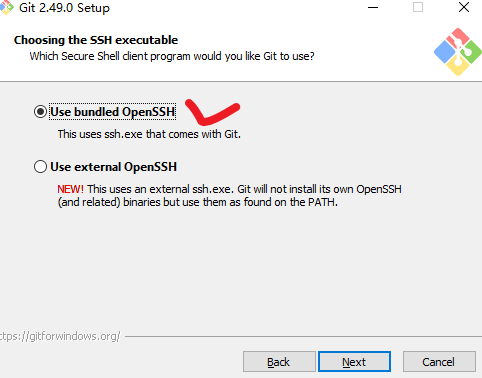 Git 2.49.0 Setup
Choosing the SSH executable
Which Secure Shell client program would you like Git to use?
Use bundled OpenSSH
This uses ssh.exe that comes with Git.
Use external OpenSSH
NEW! This uses an external ssh.exe. Git will not install its own OpenSSH
(and related) binaries but use them as found on the PATH.
ttps://gitforwindows.org/
Back
Next
Cancel